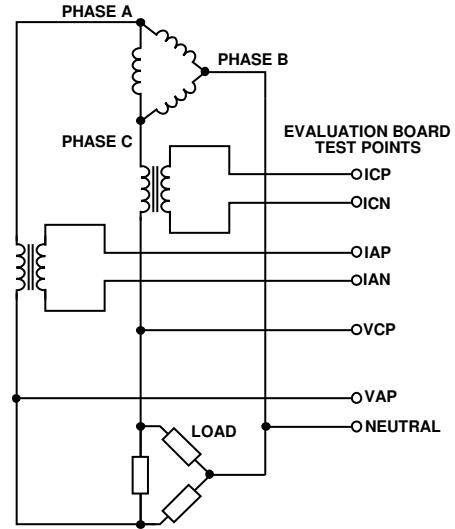 PHASE A
PHASE B
PHASE C
EVALUATION BOARD
TEST POINTS
ICP
ICN
IAP
IAN
VCP
VAP
LOAD
NEUTRAL